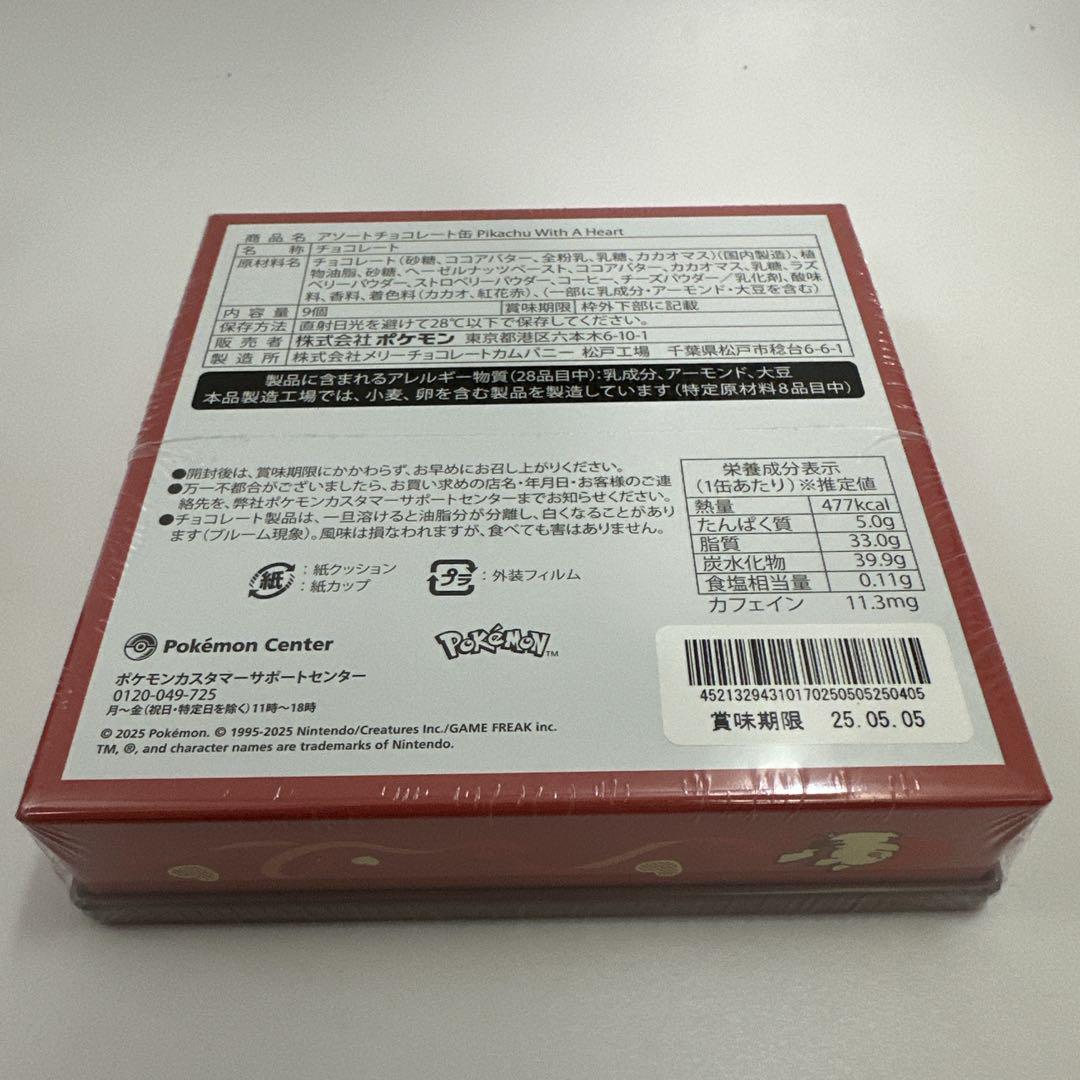 商品名 アソートチョコレート缶 Pikachu With A Heart
名称 チョコレート
原材料名 チョコレート(砂糖、ココアバター、全粉乳、乳糖、カカオマス)(国内製造)、植
物油脂、砂糖、ヘーゼルナッツペースト、ココアバター、カカオマス、乳糖、ラズ
ベリーパウダー、ストロベリーパウダー、コーヒー、チーズパウダー/乳化剤、酸味
料、香料、着色料(カカオ、紅花赤)、(一部に乳成分・アーモンド・大豆を含む)
内容量 9個 賞味期限 枠外下部に記載
保存方法 直射日光を避けて28℃以下で保存してください。
販売者 株式会社ポケモン 東京都港区六本木6-10-1
製造所 株式会社メリーチョコレートカムパニー 松戸工場 千葉県松戸市稔台6-6-1
製品に含まれるアレルギー物質(28品目中):乳成分、アーモンド、大豆
本品製造工場では、小麦、卵を含む製品を製造しています(特定原材料8品目中)
●開封後は、賞味期限にかかわらず、お早めにお召し上がりください。
●万一不都合がございましたら、お買い求めの店名・年月日・お客様のご連
絡先を、弊社ポケモンカスタマーサポートセンターまでお知らせください。
●チョコレート製品は、一旦溶けると油脂分が分離し、白くなることがあり
ます(ブルーム現象)。風味は損なわれますが、食べても害はありません。
紙 :紙クッション
:紙カップ
プラ :外装フィルム
栄養成分表示
(1缶あたり)※推定値
熱量 477kcal
たんぱく質 5.0g
脂質 33.0g
炭水化物 39.9g
食塩相当量 0.11g
カフェイン 11.3mg
Pokémon Center
POKéMON TM
ポケモンカスタマーサポートセンター
0120-049-725
月~金(祝日・特定日を除く)11時~18時
© 2025 Pokémon. © 1995-2025 Nintendo/Creatures Inc./GAME FREAK inc.
TM, ®, and character names are trademarks of Nintendo.
45213294310170250505250405
賞味期限 25.05.05